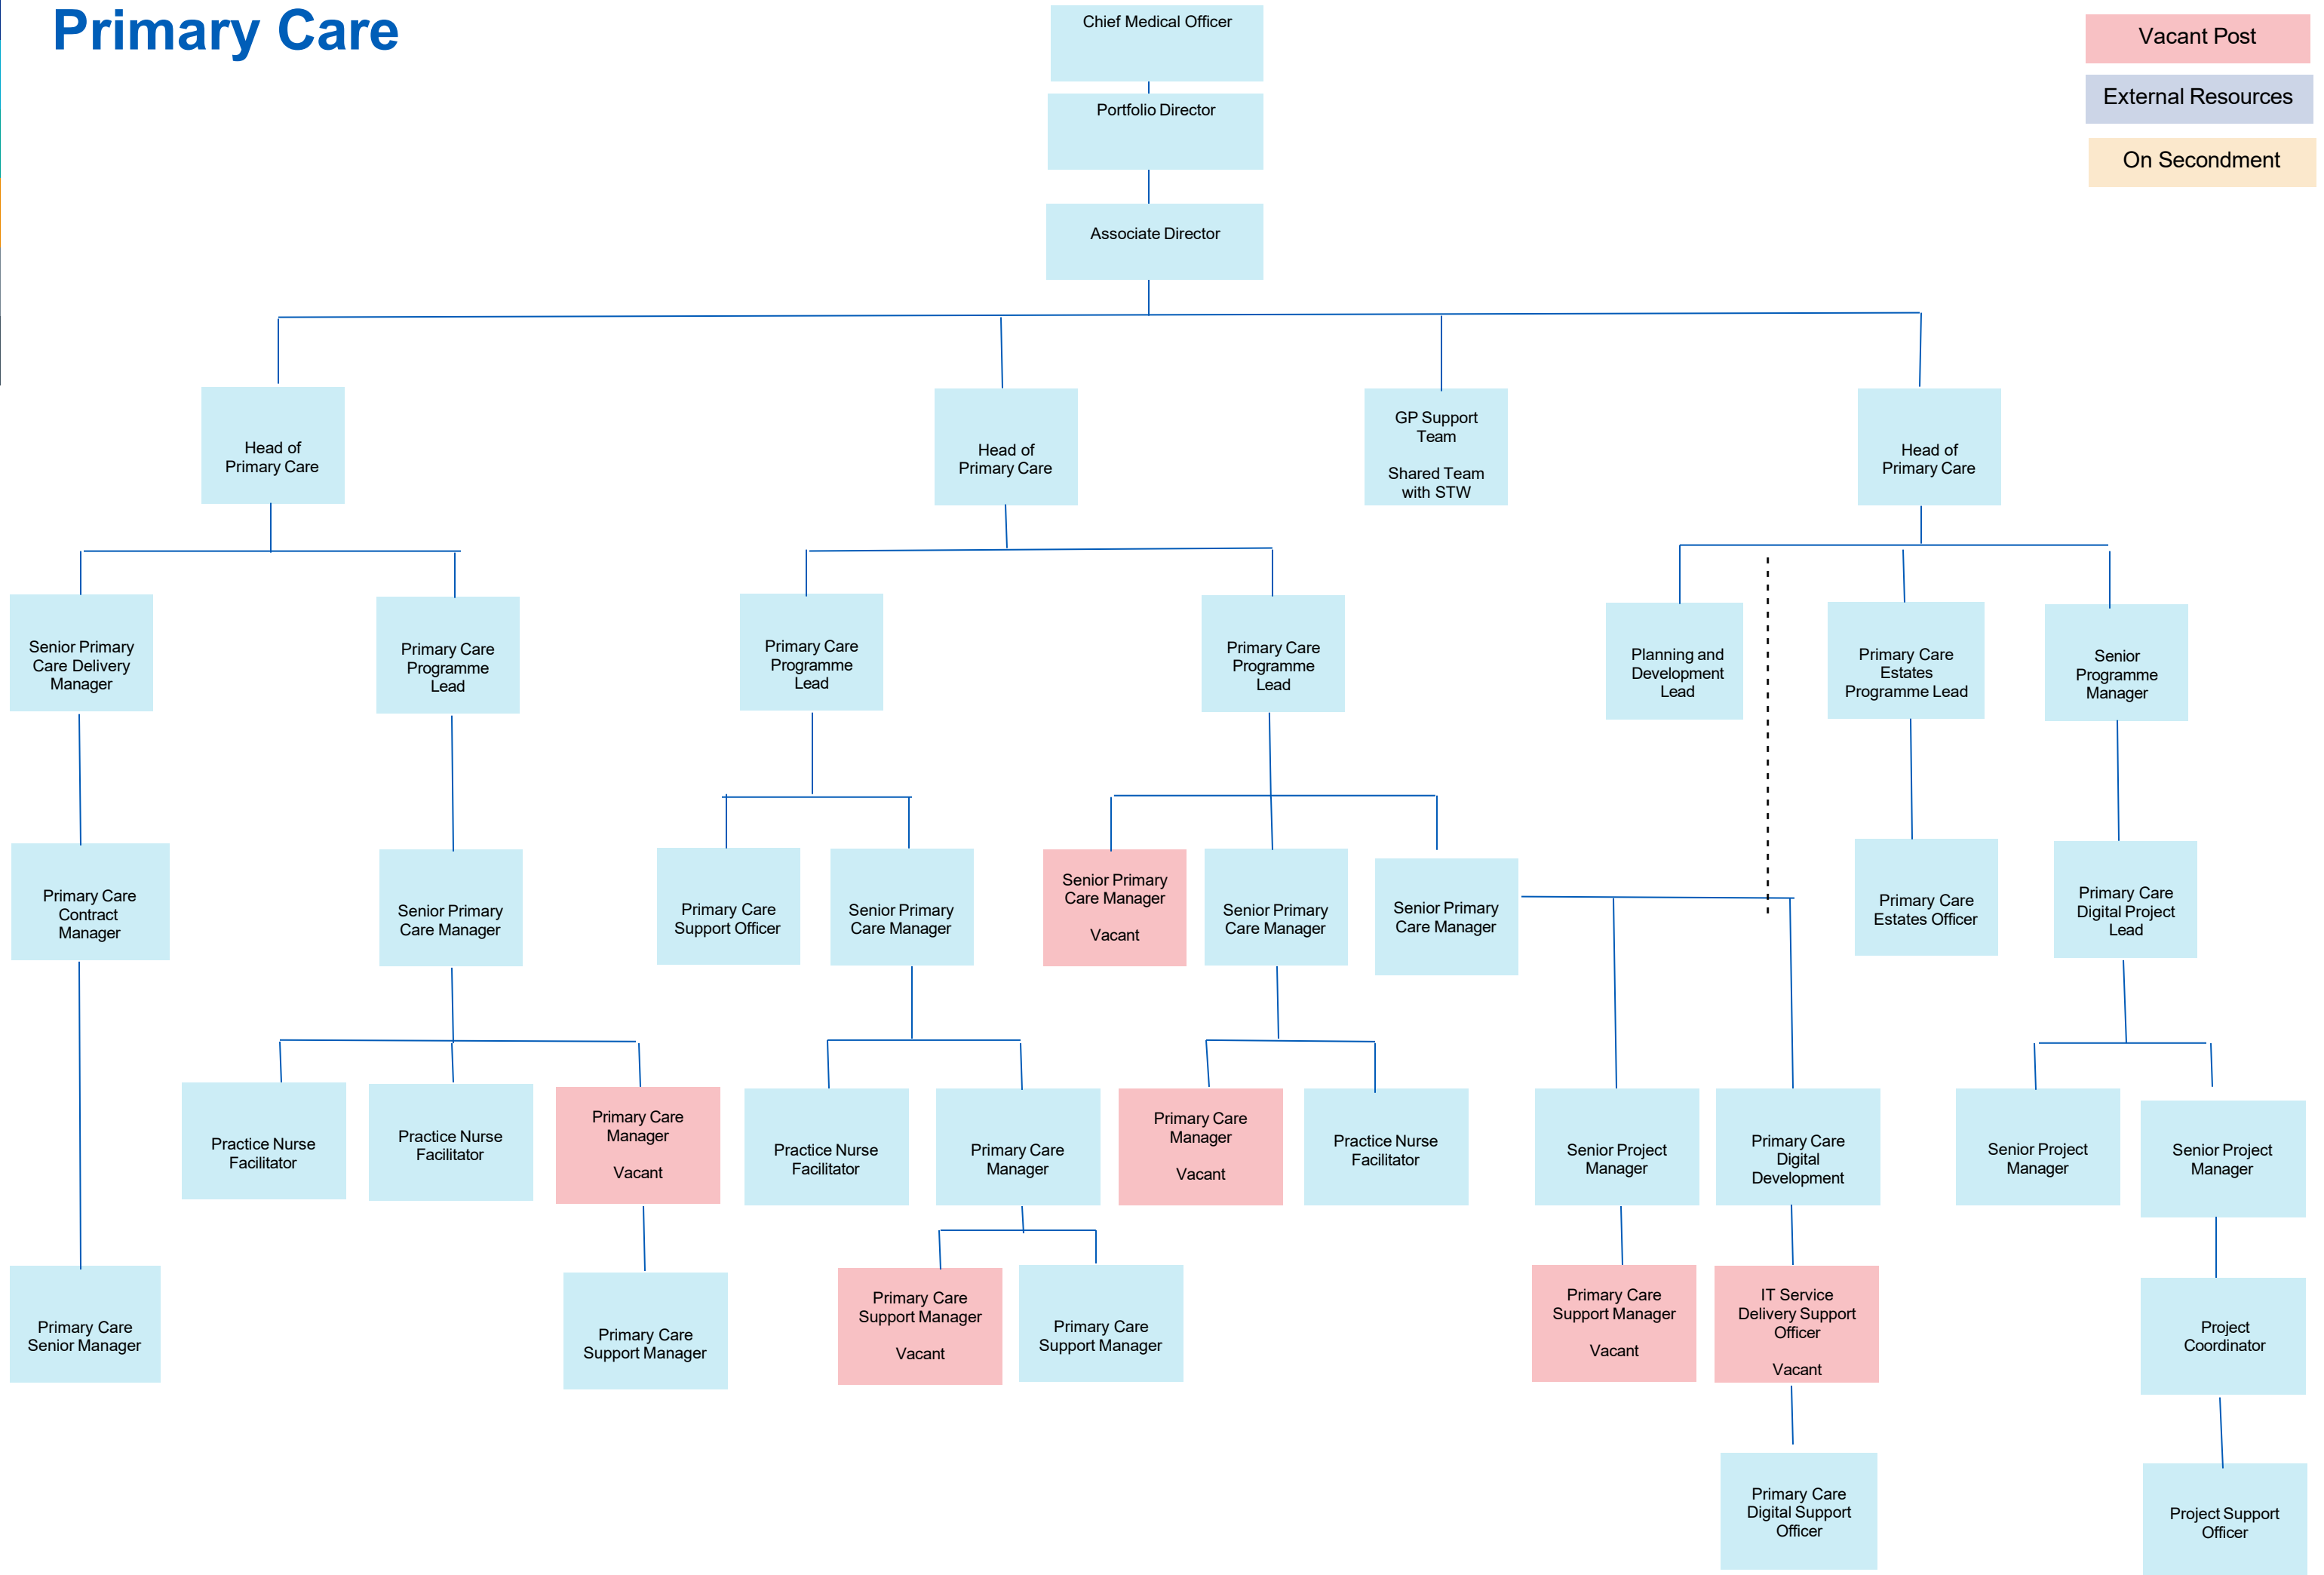 Primary Care
Chief Medical Officer
Vacant Post
External Resources
On Secondment
Portfolio Director
Associate Director
Head of
Primary Care
Head of
Primary Care
GP Support
Team
Shared Team
with STW
Head of
Primary Care
Senior Primary
Care Delivery
Manager
Primary Care
Programme
Lead
Primary Care
Programme
Lead
Primary Care
Programme
Lead
Planning and
Development
Lead
Primary Care
Estates
Programme Lead
Senior
Programme
Manager
Primary Care
Contract
Manager
Senior Primary
Care Manager
Primary Care
Support Officer
Senior Primary
Care Manager
Senior Primary
Care Manager
Vacant
Senior Primary
Care Manager
Senior Primary
Care Manager
Primary Care
Estates Officer
Primary Care
Digital Project
Lead
Practice Nurse
Facilitator
Practice Nurse
Facilitator
Primary Care
Manager
Vacant
Practice Nurse
Facilitator
Primary Care
Manager
Primary Care
Manager
Vacant
Practice Nurse
Facilitator
Senior Project
Manager
Primary Care
Digital
Development
Senior Project
Manager
Senior Project
Manager
Primary Care
Senior Manager
Primary Care
Support Manager
Primary Care
Support Manager
Vacant
Primary Care
Support Manager
Primary Care
Support Manager
Vacant
IT Service
Delivery Support
Officer
Vacant
Project
Coordinator
Primary Care
Digital Support
Officer
Project Support
Officer